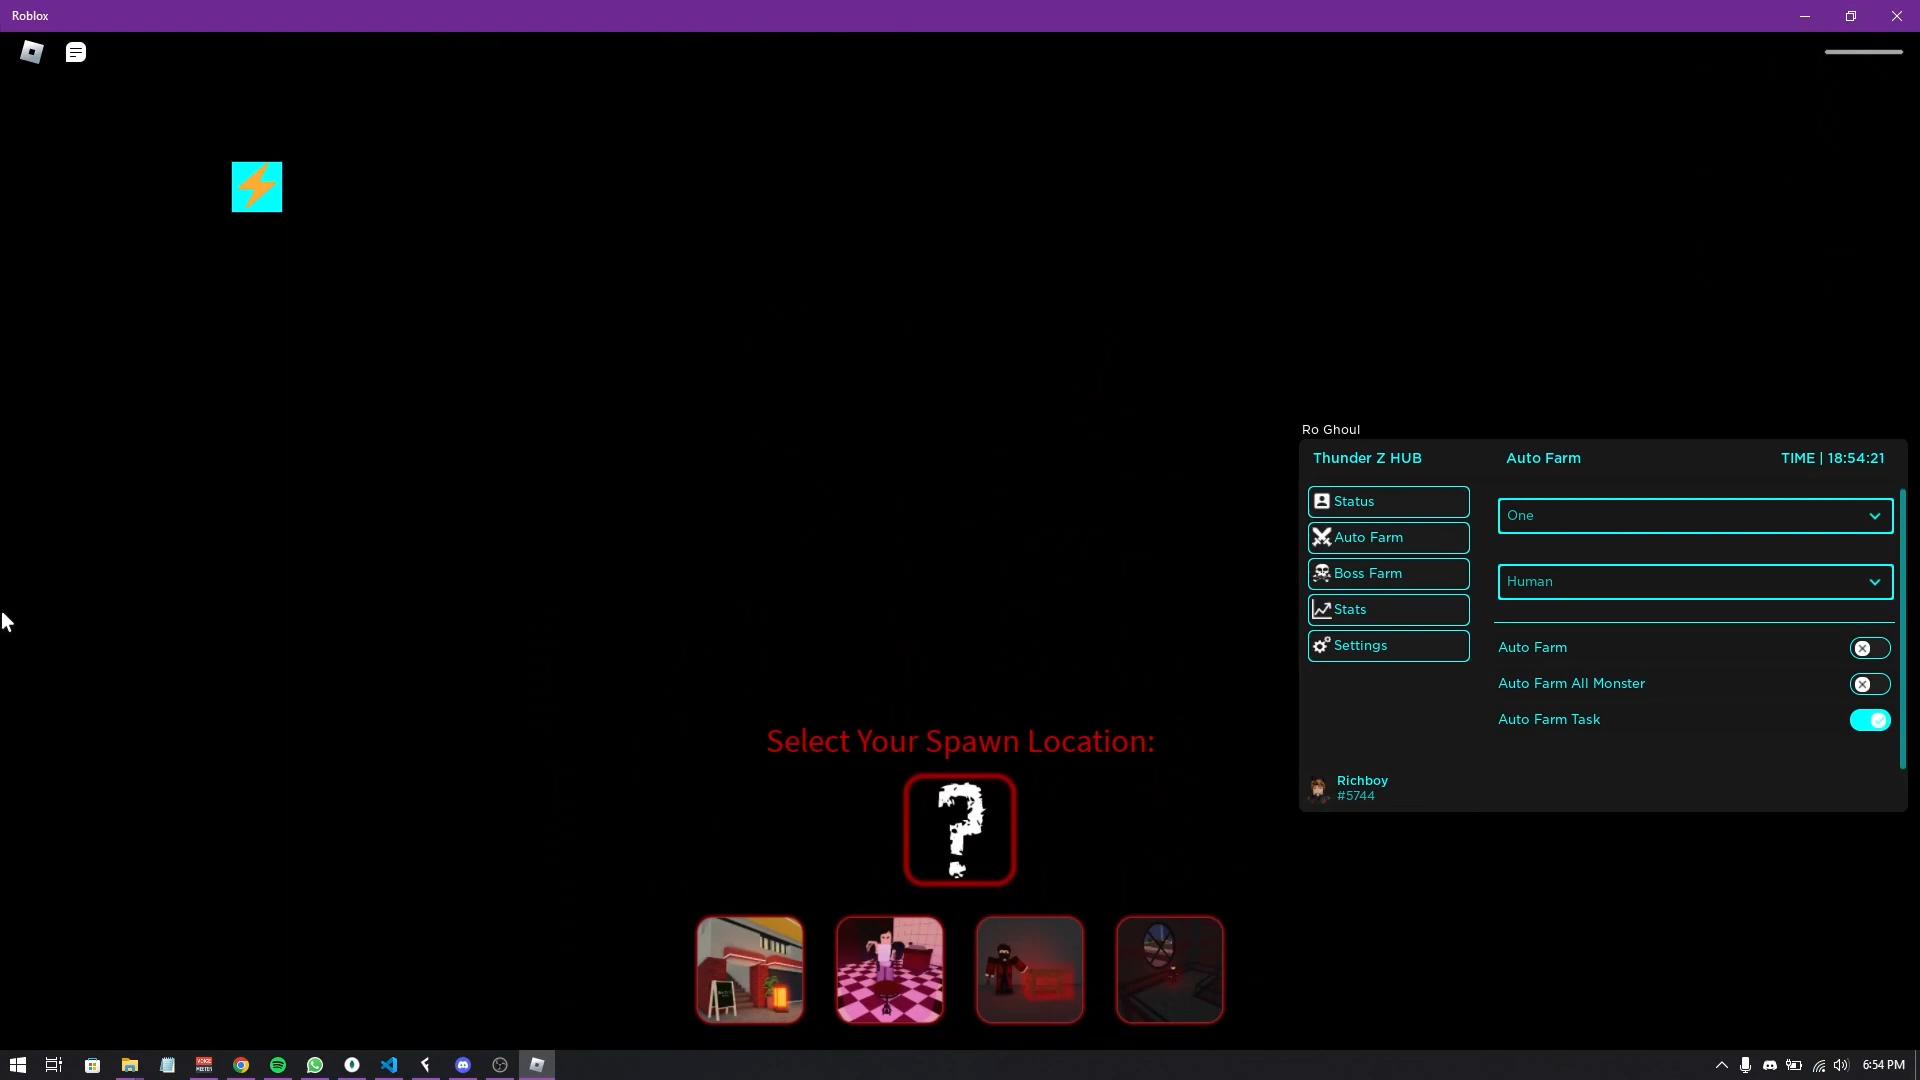 Roblox
Ro Ghoul
Thunder Z HUB
Auto Farm
TIME | 18:54:21
Status
Auto Farm
Boss Farm
Stats
Settings
One
Human
Auto Farm
Auto Farm All Monster
Auto Farm Task
Richboy
#5744
Select Your Spawn Location:
?
6:54 PM